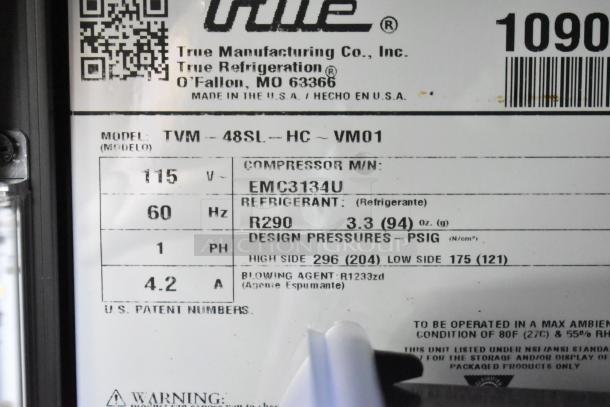 True ®
1090
True Manufacturing Co., Inc.
True Refrigeration ®
O'Fallon, MO 63366
MADE IN THE U.S.A. / HECHO EN U.S.A.
MODEL: TVM - 48SL - HC - VM01
(MODELO)
115 V~
COMPRESSOR M/N:
EMC3134U
60 Hz
REFRIGERANT: (Refrigerante)
R290 3.3 (94) Oz. (g)
1 PH
DESIGN PRESSURES - PSIG (N/cm²)
HIGH SIDE 296 (204) LOW SIDE 175 (121)
4.2 A
BLOWING AGENT: R1233zd
(Agente Espumante)
U.S. PATENT NUMBERS.
TO BE OPERATED IN A MAX AMBIEN
CONDITION OF 80F (27C) & 55% RH
THIS UNIT LISTED UNDER NSF/ANSI STANDA
7 FOR THE STORAGE AND/OR DISPLAY OF
PACKAGED PRODUCTS ONLY
WARNING:
AUCTION GROUP